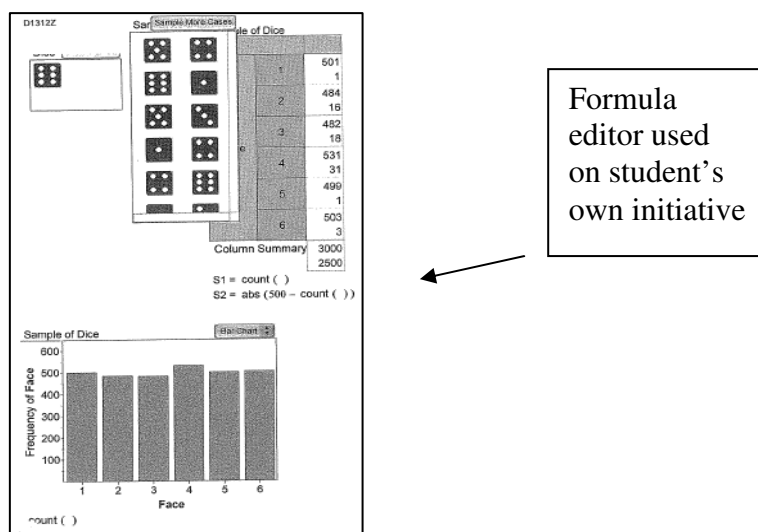 D1312Z
Sample More Cases
le of Dice
1 501
1
2 484
16
3 482
18
4 531
31
5 499
1
6 503
3
e
Column Summary 3000
2500
S1 = count ( )
S2 = abs (500 − count ( ))
Sample of Dice
Bar Chart
600
500
400
300
200
100
Frequency of Face
1 2 3 4 5 6
Face
count ( )
Formula
editor used
on student’s
own initiative